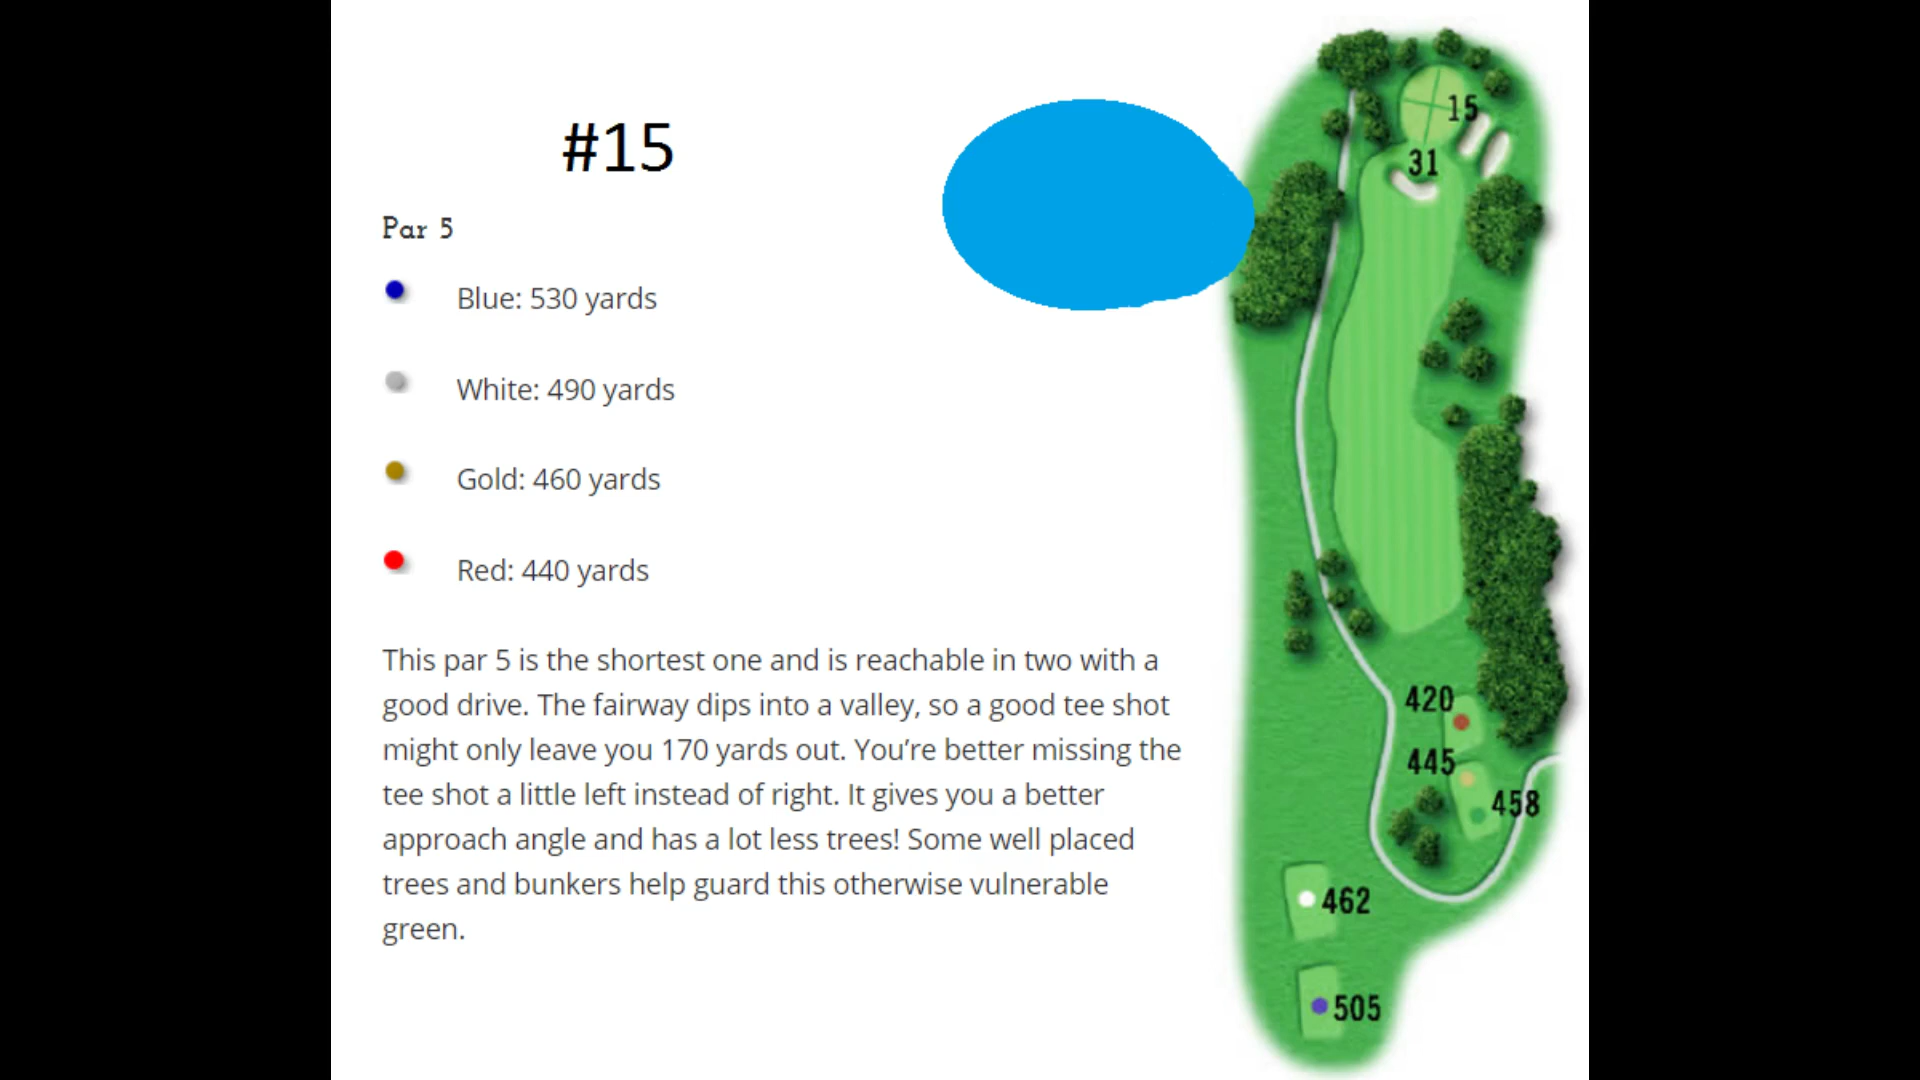 #15
Par 5
Blue: 530 yards
White: 490 yards
Gold: 460 yards
Red: 440 yards
This par 5 is the shortest one and is reachable in two with a
good drive. The fairway dips into a valley, so a good tee shot
might only leave you 170 yards out. You’re better missing the
tee shot a little left instead of right. It gives you a better
approach angle and has a lot less trees! Some well placed
trees and bunkers help guard this otherwise vulnerable
green.
15
31
420
445
458
462
505